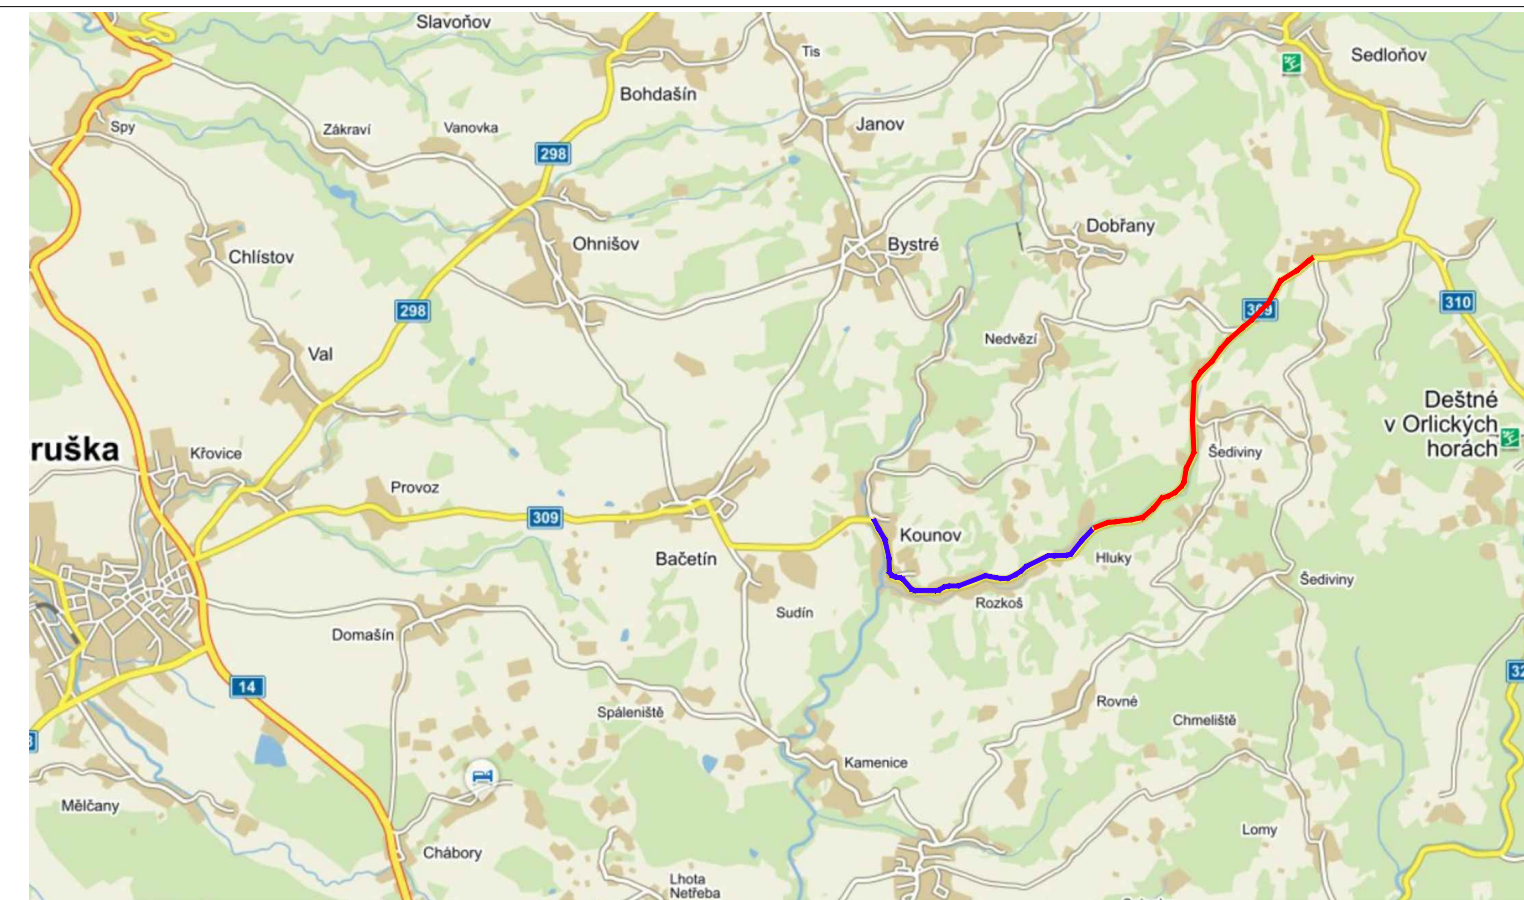 Slavoňov
Tis
Sedloňov
Bohdašín
Spy
Zákraví
Vanovka
Janov
298
Dobřany
Ohnišov
Bystré
Chlístov
298
309
310
Nedvězí
Val
Deštné
v Orlických
horách
ruška
Křovice
Šediviny
Provoz
309
Kounov
Bačetín
Hluky
Šediviny
Rozkoš
Sudín
Domašín
14
32
Rovné
Spáleniště
Chmeliště
Kamenice
Mělčany
Lomy
Chábory
Lhota
Netřeba